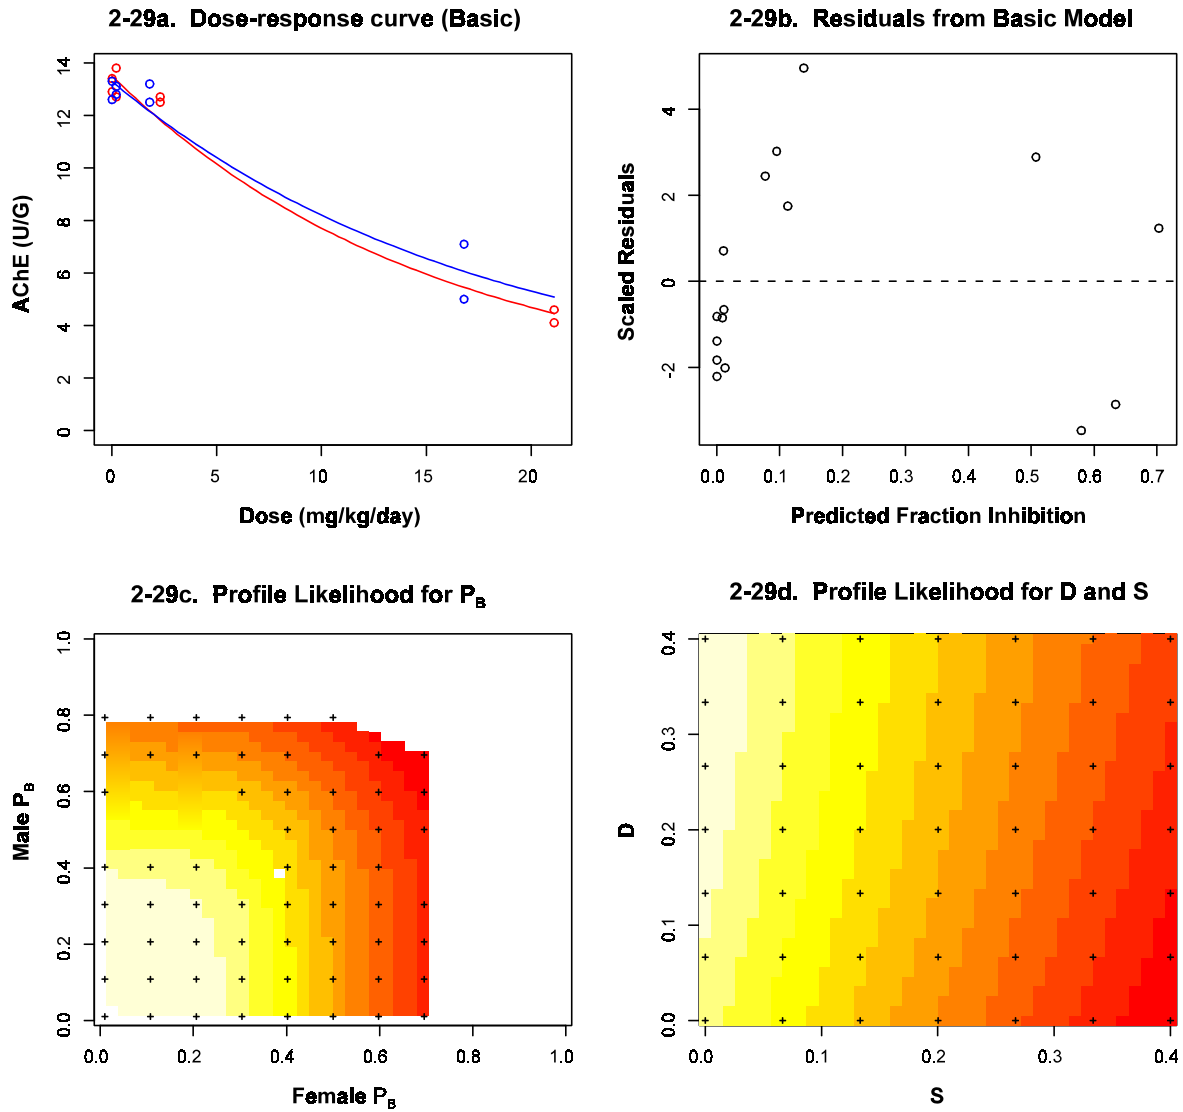 2-29a. Dose-response curve (Basic)
14
12
10
8
6
4
2
0
AChE (U/G)
0 5 10 15 20
Dose (mg/kg/day)
2-29b. Residuals from Basic Model
4
2
0
-2
Scaled Residuals
0.0 0.1 0.2 0.3 0.4 0.5 0.6 0.7
Predicted Fraction Inhibition
2-29c. Profile Likelihood for PB
1.0
0.8
0.6
0.4
0.2
0.0
Male PB
0.0 0.2 0.4 0.6 0.8 1.0
Female PB
2-29d. Profile Likelihood for D and S
0.4
0.3
0.2
0.1
0.0
D
0.0 0.1 0.2 0.3 0.4
S